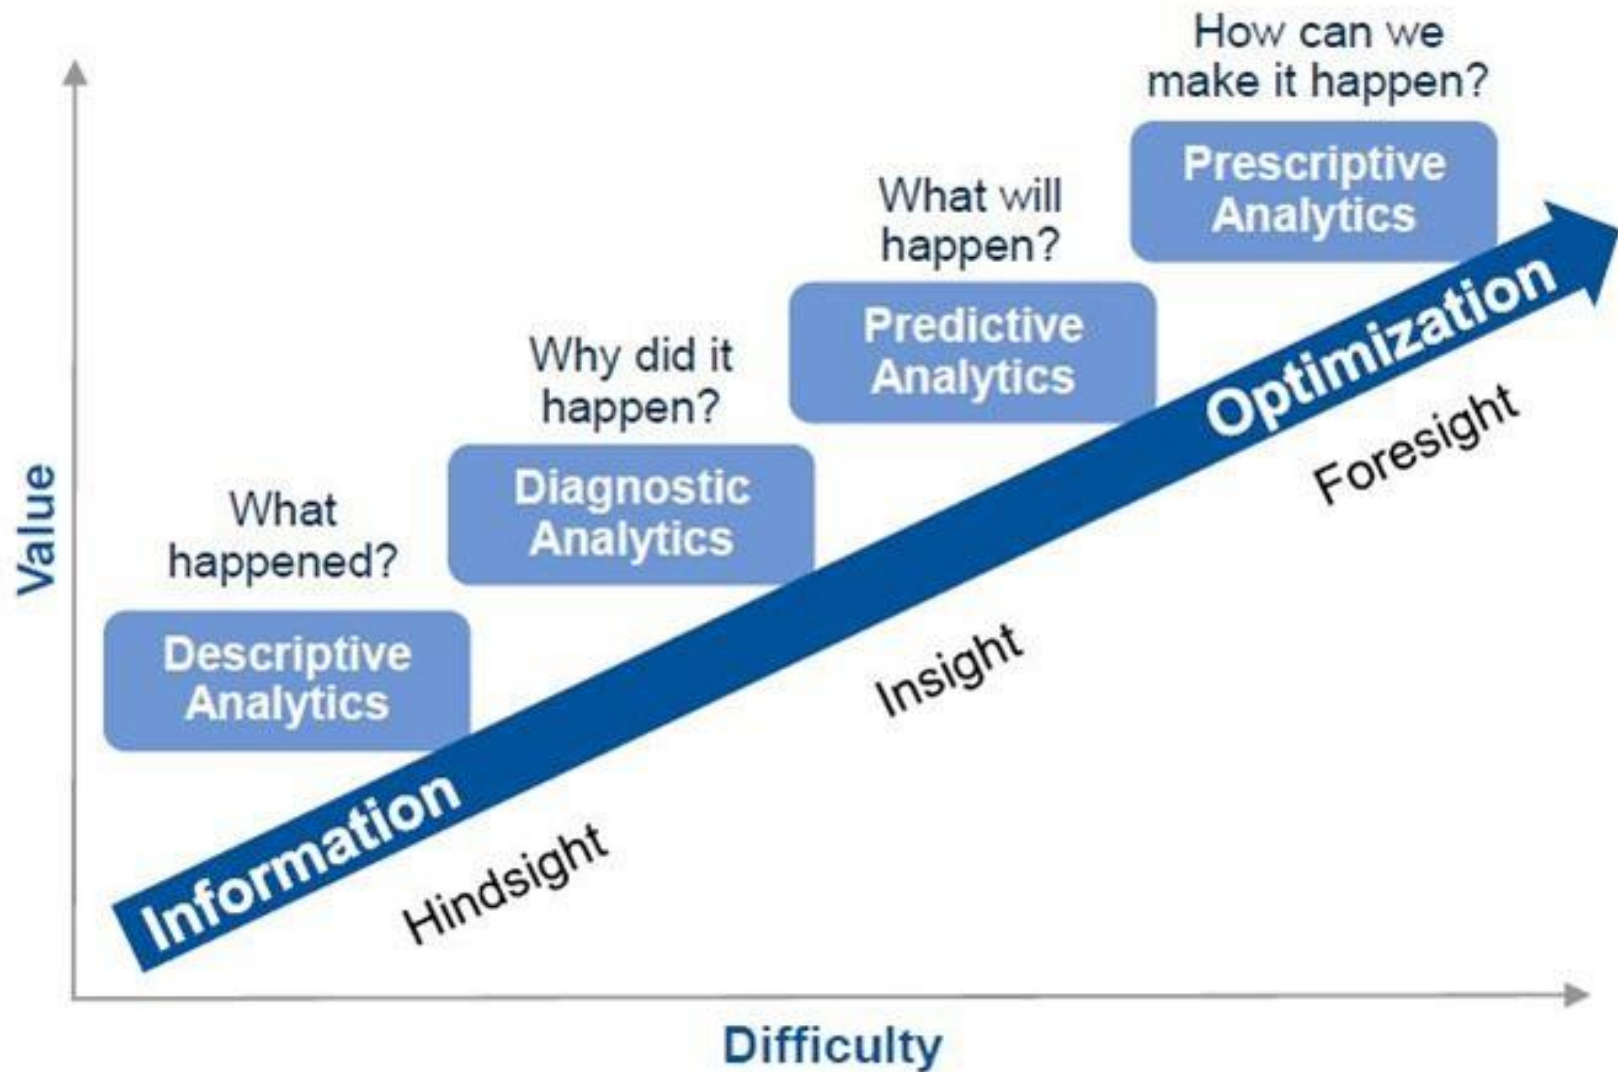 How can we
make it happen?
Prescriptive
Analytics
What will
happen?
Predictive
Analytics
Why did it
happen?
Diagnostic
Analytics
What
happened?
Descriptive
Analytics
Value
Information
Optimization
Hindsight
Insight
Foresight
Difficulty